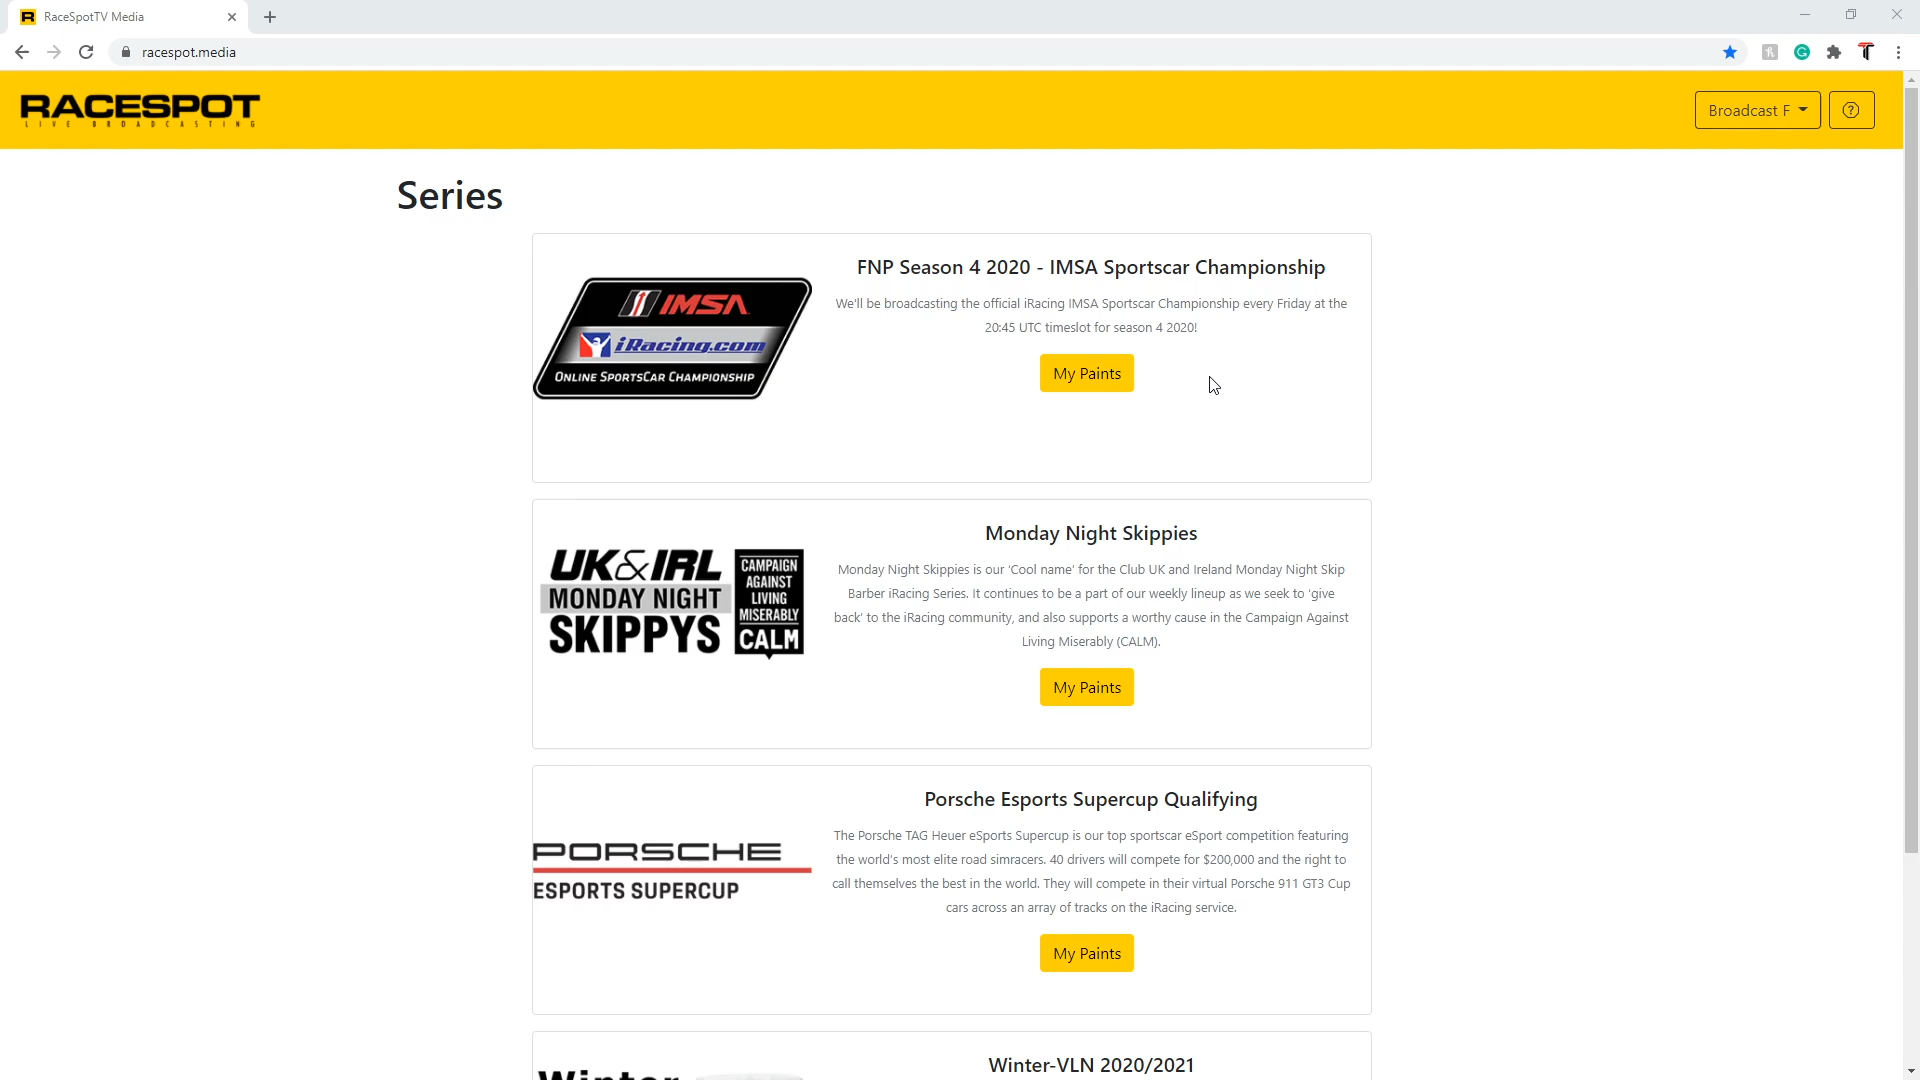 RaceSpotTV Media
racespot.media
RACESPOT
LIVE BROADCASTING
Broadcast F
Series
IMSA
iRacing.com
ONLINE SPORTSCAR CHAMPIONSHIP
FNP Season 4 2020 - IMSA Sportscar Championship
We'll be broadcasting the official iRacing IMSA Sportscar Championship every Friday at the
20:45 UTC timeslot for season 4 2020!
My Paints
UK&IRL
MONDAY NIGHT
SKIPPYS
CAMPAIGN
AGAINST
LIVING
MISERABLY
CALM
Monday Night Skippies
Monday Night Skippies is our 'Cool name' for the Club UK and Ireland Monday Night Skip
Barber iRacing Series. It continues to be a part of our weekly lineup as we seek to 'give
back' to the iRacing community, and also supports a worthy cause in the Campaign Against
Living Miserably (CALM).
My Paints
PORSCHE
ESPORTS SUPERCUP
Porsche Esports Supercup Qualifying
The Porsche TAG Heuer eSports Supercup is our top sportscar eSport competition featuring
the world's most elite road simracers. 40 drivers will compete for $200,000 and the right to
call themselves the best in the world. They will compete in their virtual Porsche 911 GT3 Cup
cars across an array of tracks on the iRacing service.
My Paints
Winter
Winter-VLN 2020/2021